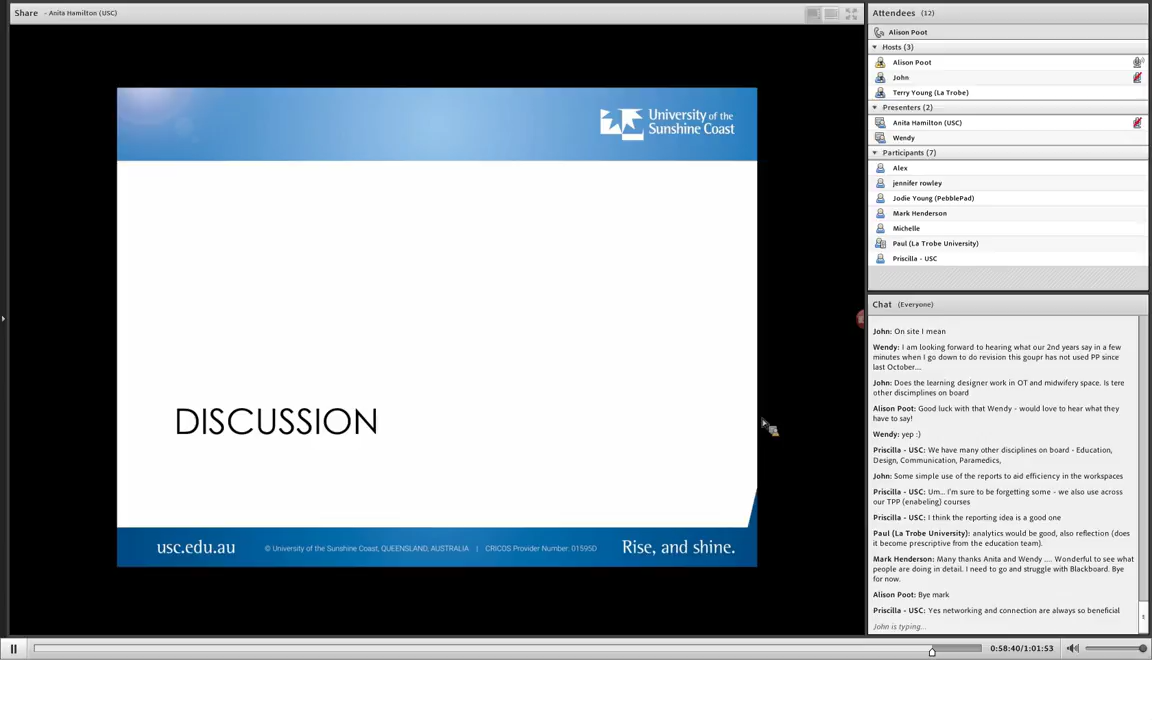 Share - Anita Hamilton (USC)
University of the
Sunshine Coast
DISCUSSION
usc.edu.au
© University of the Sunshine Coast, QUEENSLAND, AUSTRALIA | CRICOS Provider Number: 01595D
Rise, and shine.
Attendees (12)
Alison Poot
Hosts (3)
Alison Poot
John
Terry Young (La Trobe)
Presenters (2)
Anita Hamilton (USC)
Wendy
Participants (7)
Alex
jennifer rowley
Jodie Young (PebblePad)
Mark Henderson
Michelle
Paul (La Trobe University)
Priscilla - USC
Chat (Everyone)
John: On site I mean
Wendy: I am looking forward to hearing what our 2nd years say in a few
minutes when I go down to do revision this goupr has not used PP since
last October....
John: Does the learning designer work in OT and midwifery space. Is tere
other discimplines on board
Alison Poot: Good luck with that Wendy - would love to hear what they
have to say!
Wendy: yep :)
Priscilla - USC: We have many other disciplines on board - Education,
Design, Communication, Paramedics,
John: Some simple use of the reports to aid efficiency in the workspaces
Priscilla - USC: Um... I'm sure to be forgetting some - we also use across
our TPP (enabeling) courses
Priscilla - USC: I think the reporting idea is a good one
Paul (La Trobe University): analytics would be good, also reflection (does
it become prescriptive from the education team).
Mark Henderson: Many thanks Anita and Wendy .... Wonderful to see what
people are doing in detail. I need to go and struggle with Blackboard. Bye
for now.
Alison Poot: Bye mark
Priscilla - USC: Yes networking and connection are always so beneficial
John is typing...
0:58:40/1:01:53